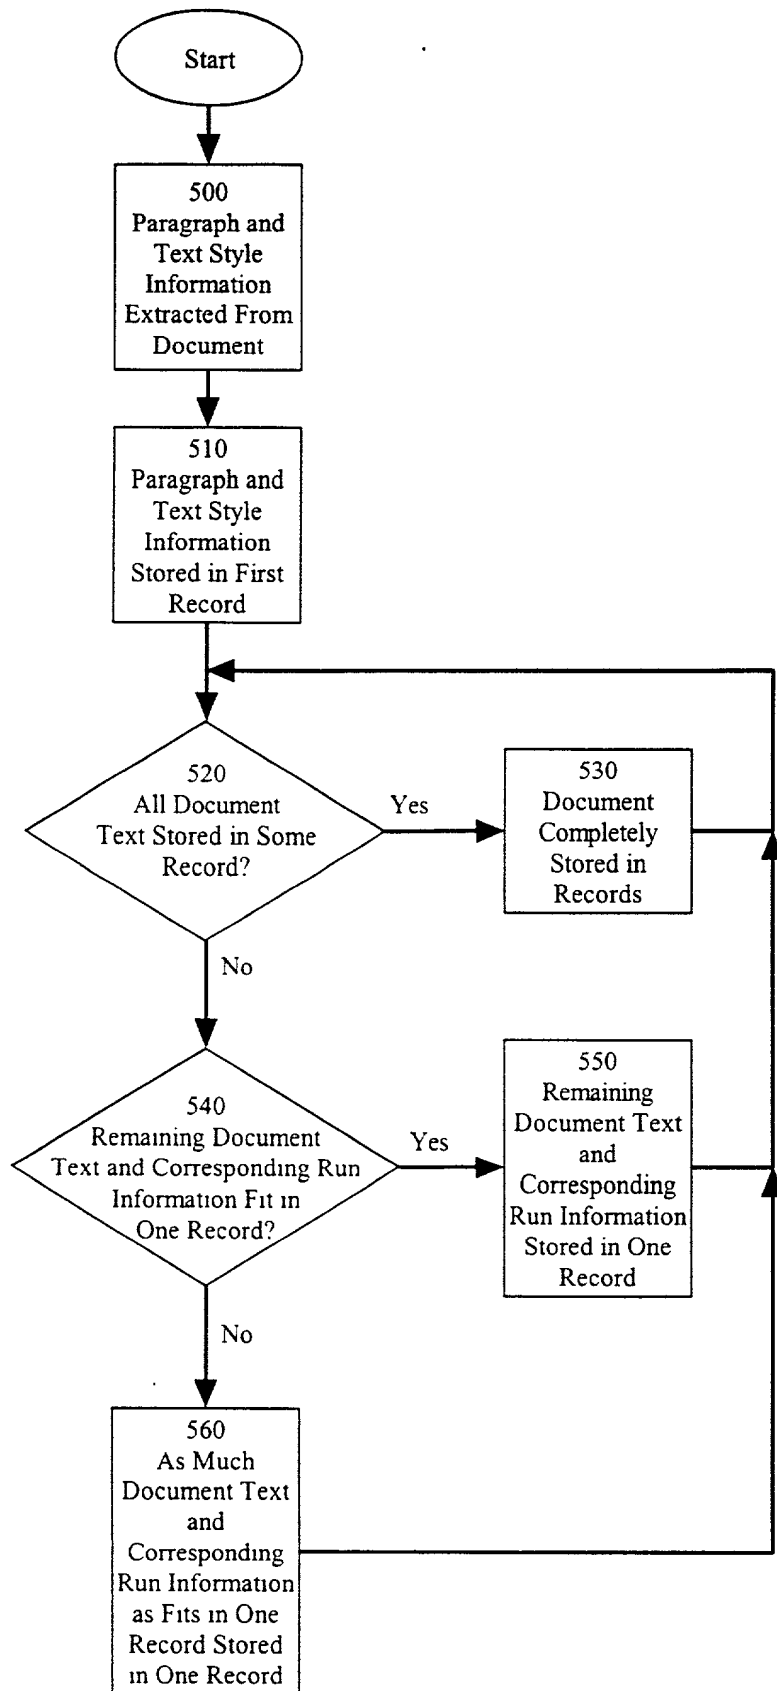 Start
500
Paragraph and
Text Style
Information
Extracted From
Document
510
Paragraph and
Text Style
Information
Stored in First
Record
520
All Document
Text Stored in Some
Record?
Yes
530
Document
Completely
Stored in
Records
No
540
Remaining Document
Text and Corresponding Run
Information Fit in
One Record?
Yes
550
Remaining
Document Text
and
Corresponding
Run Information
Stored in One
Record
No
560
As Much
Document Text
and
Corresponding
Run Information
as Fits in One
Record Stored
in One Record